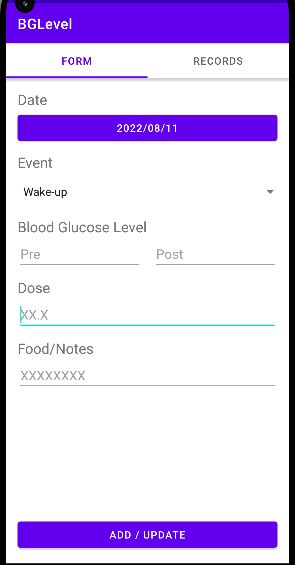 BGLevel
FORM RECORDS
Date
2022/08/11
Event
Wake-up
Blood Glucose Level
Pre Post
Dose
XX.X
Food/Notes
XXXXXXXX
ADD / UPDATE